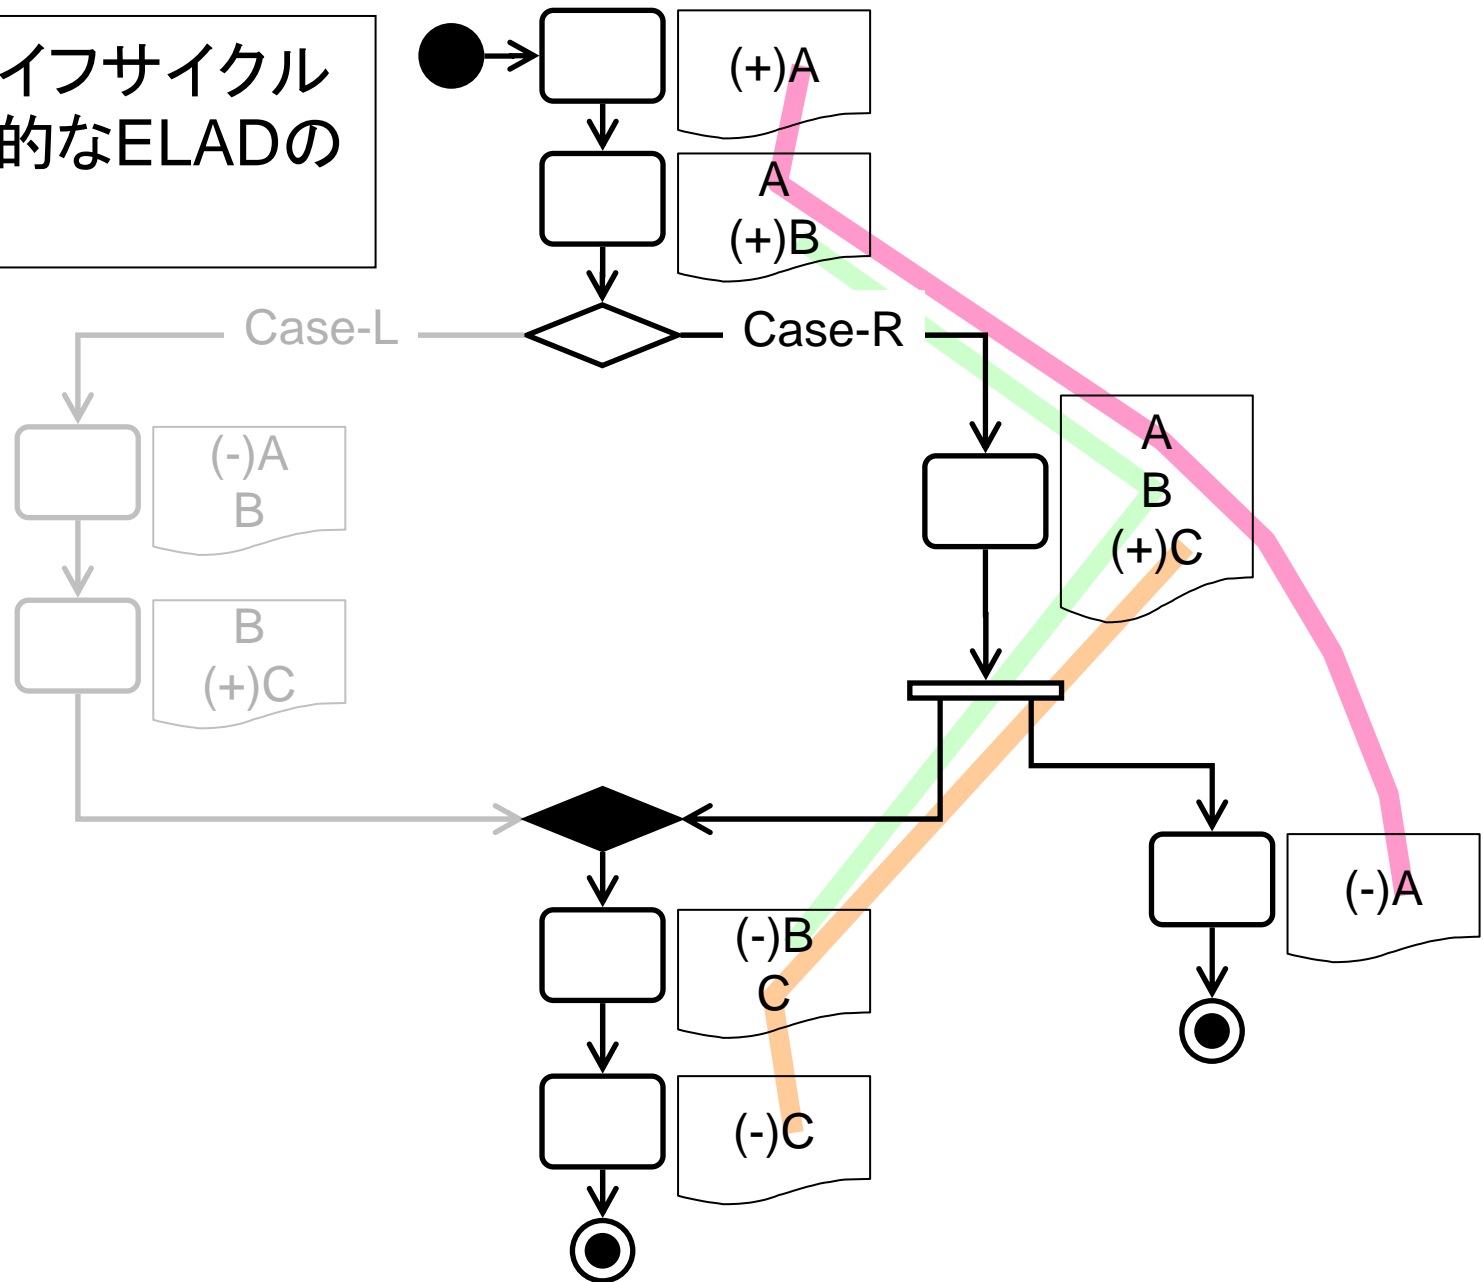 イフサイクル
的なELADの
(+)A
A
(+)B
Case-L
Case-R
(-)A
B
A
B
(+)C
B
(+)C
(-)A
(-)B
C
(-)C